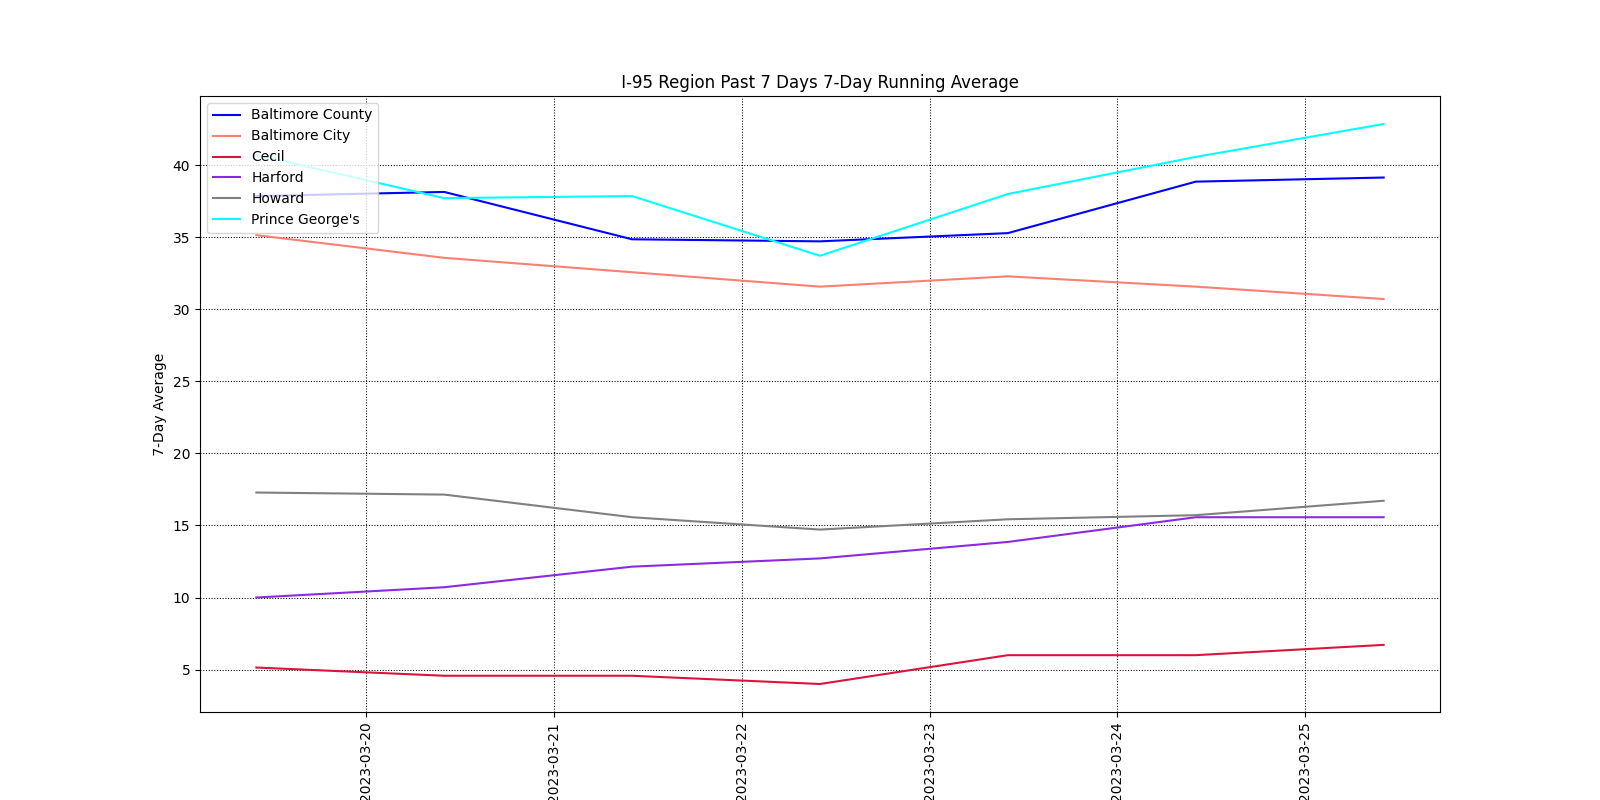 I-95 Region Past 7 Days 7-Day Running Average
Baltimore County
Baltimore City
Cecil
Harford
Howard
Prince George's
7-Day Average
40
35
30
25
20
15
10
5
2023-03-20
2023-03-21
2023-03-22
2023-03-23
2023-03-24
2023-03-25